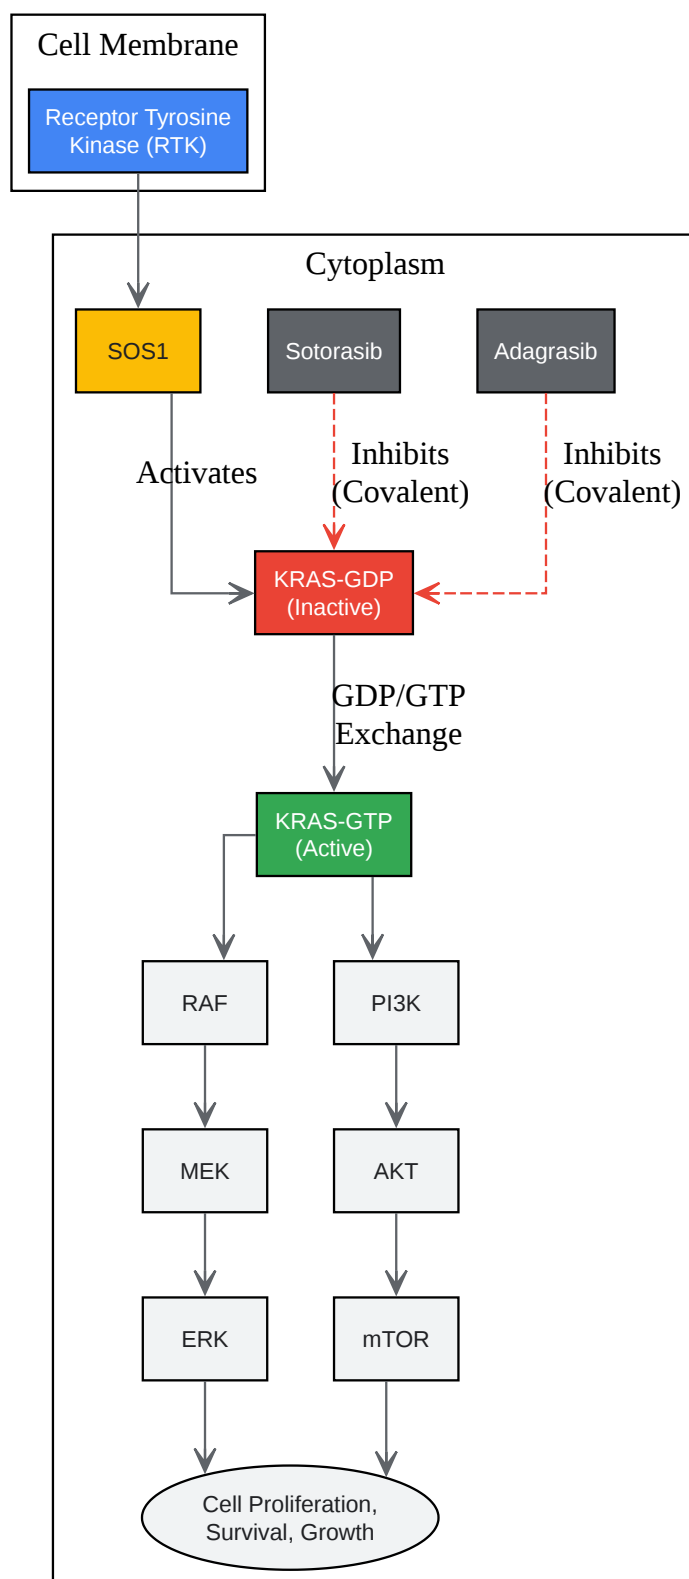 Cell Membrane
Receptor Tyrosine
Kinase (RTK)
Cytoplasm
SOS1
Sotorasib
Adagrasib
Activates
Inhibits
(Covalent)
Inhibits
(Covalent)
KRAS-GDP
(Inactive)
GDP/GTP
Exchange
KRAS-GTP
(Active)
RAF
PI3K
MEK
AKT
ERK
mTOR
Cell Proliferation,
Survival, Growth